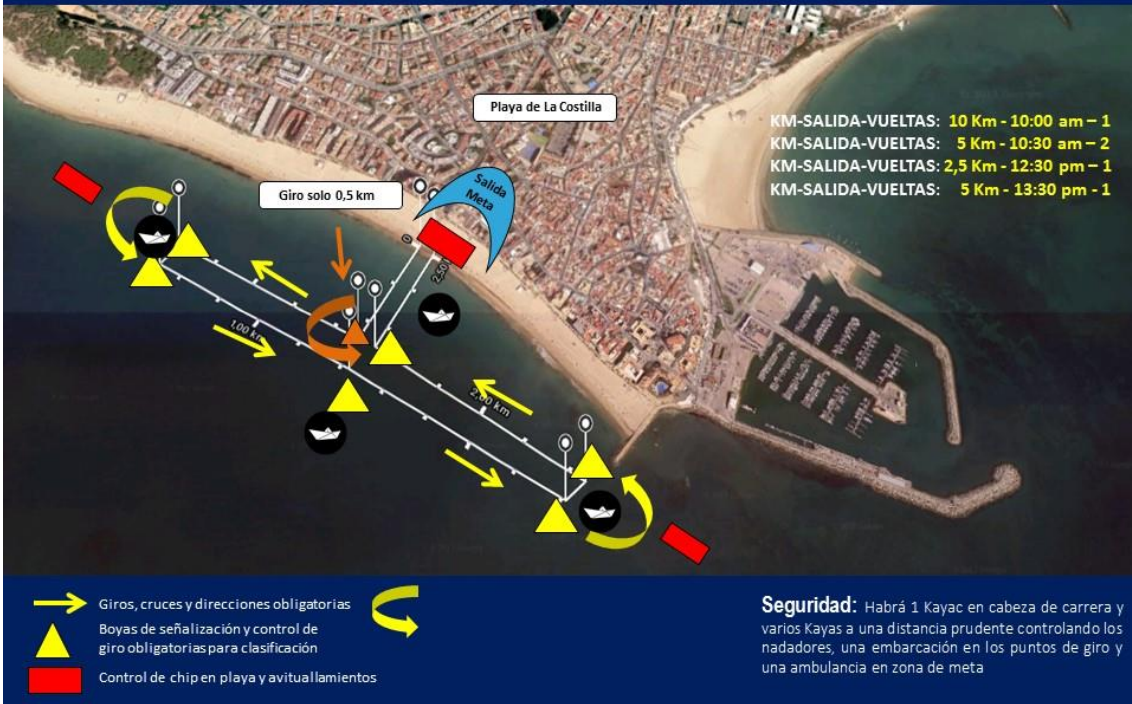 Playa de La Costilla
KM-SALIDA-VUELTAS: 10 Km - 10:00 am – 1
KM-SALIDA-VUELTAS: 5 Km - 10:30 am – 2
KM-SALIDA-VUELTAS: 2,5 Km - 12:30 pm – 1
KM-SALIDA-VUELTAS: 5 Km - 13:30 pm - 1
Salida
Meta
Giro solo 0,5 km
0
2,50
1,00 km
2,00 km
Giros, cruces y direcciones obligatorias
Boyas de señalización y control de
giro obligatorias para clasificación
Control de chip en playa y avituallamientos
Seguridad: Habrá 1 Kayac en cabeza de carrera y
varios Kayas a una distancia prudente controlando los
nadadores, una embarcación en los puntos de giro y
una ambulancia en zona de meta